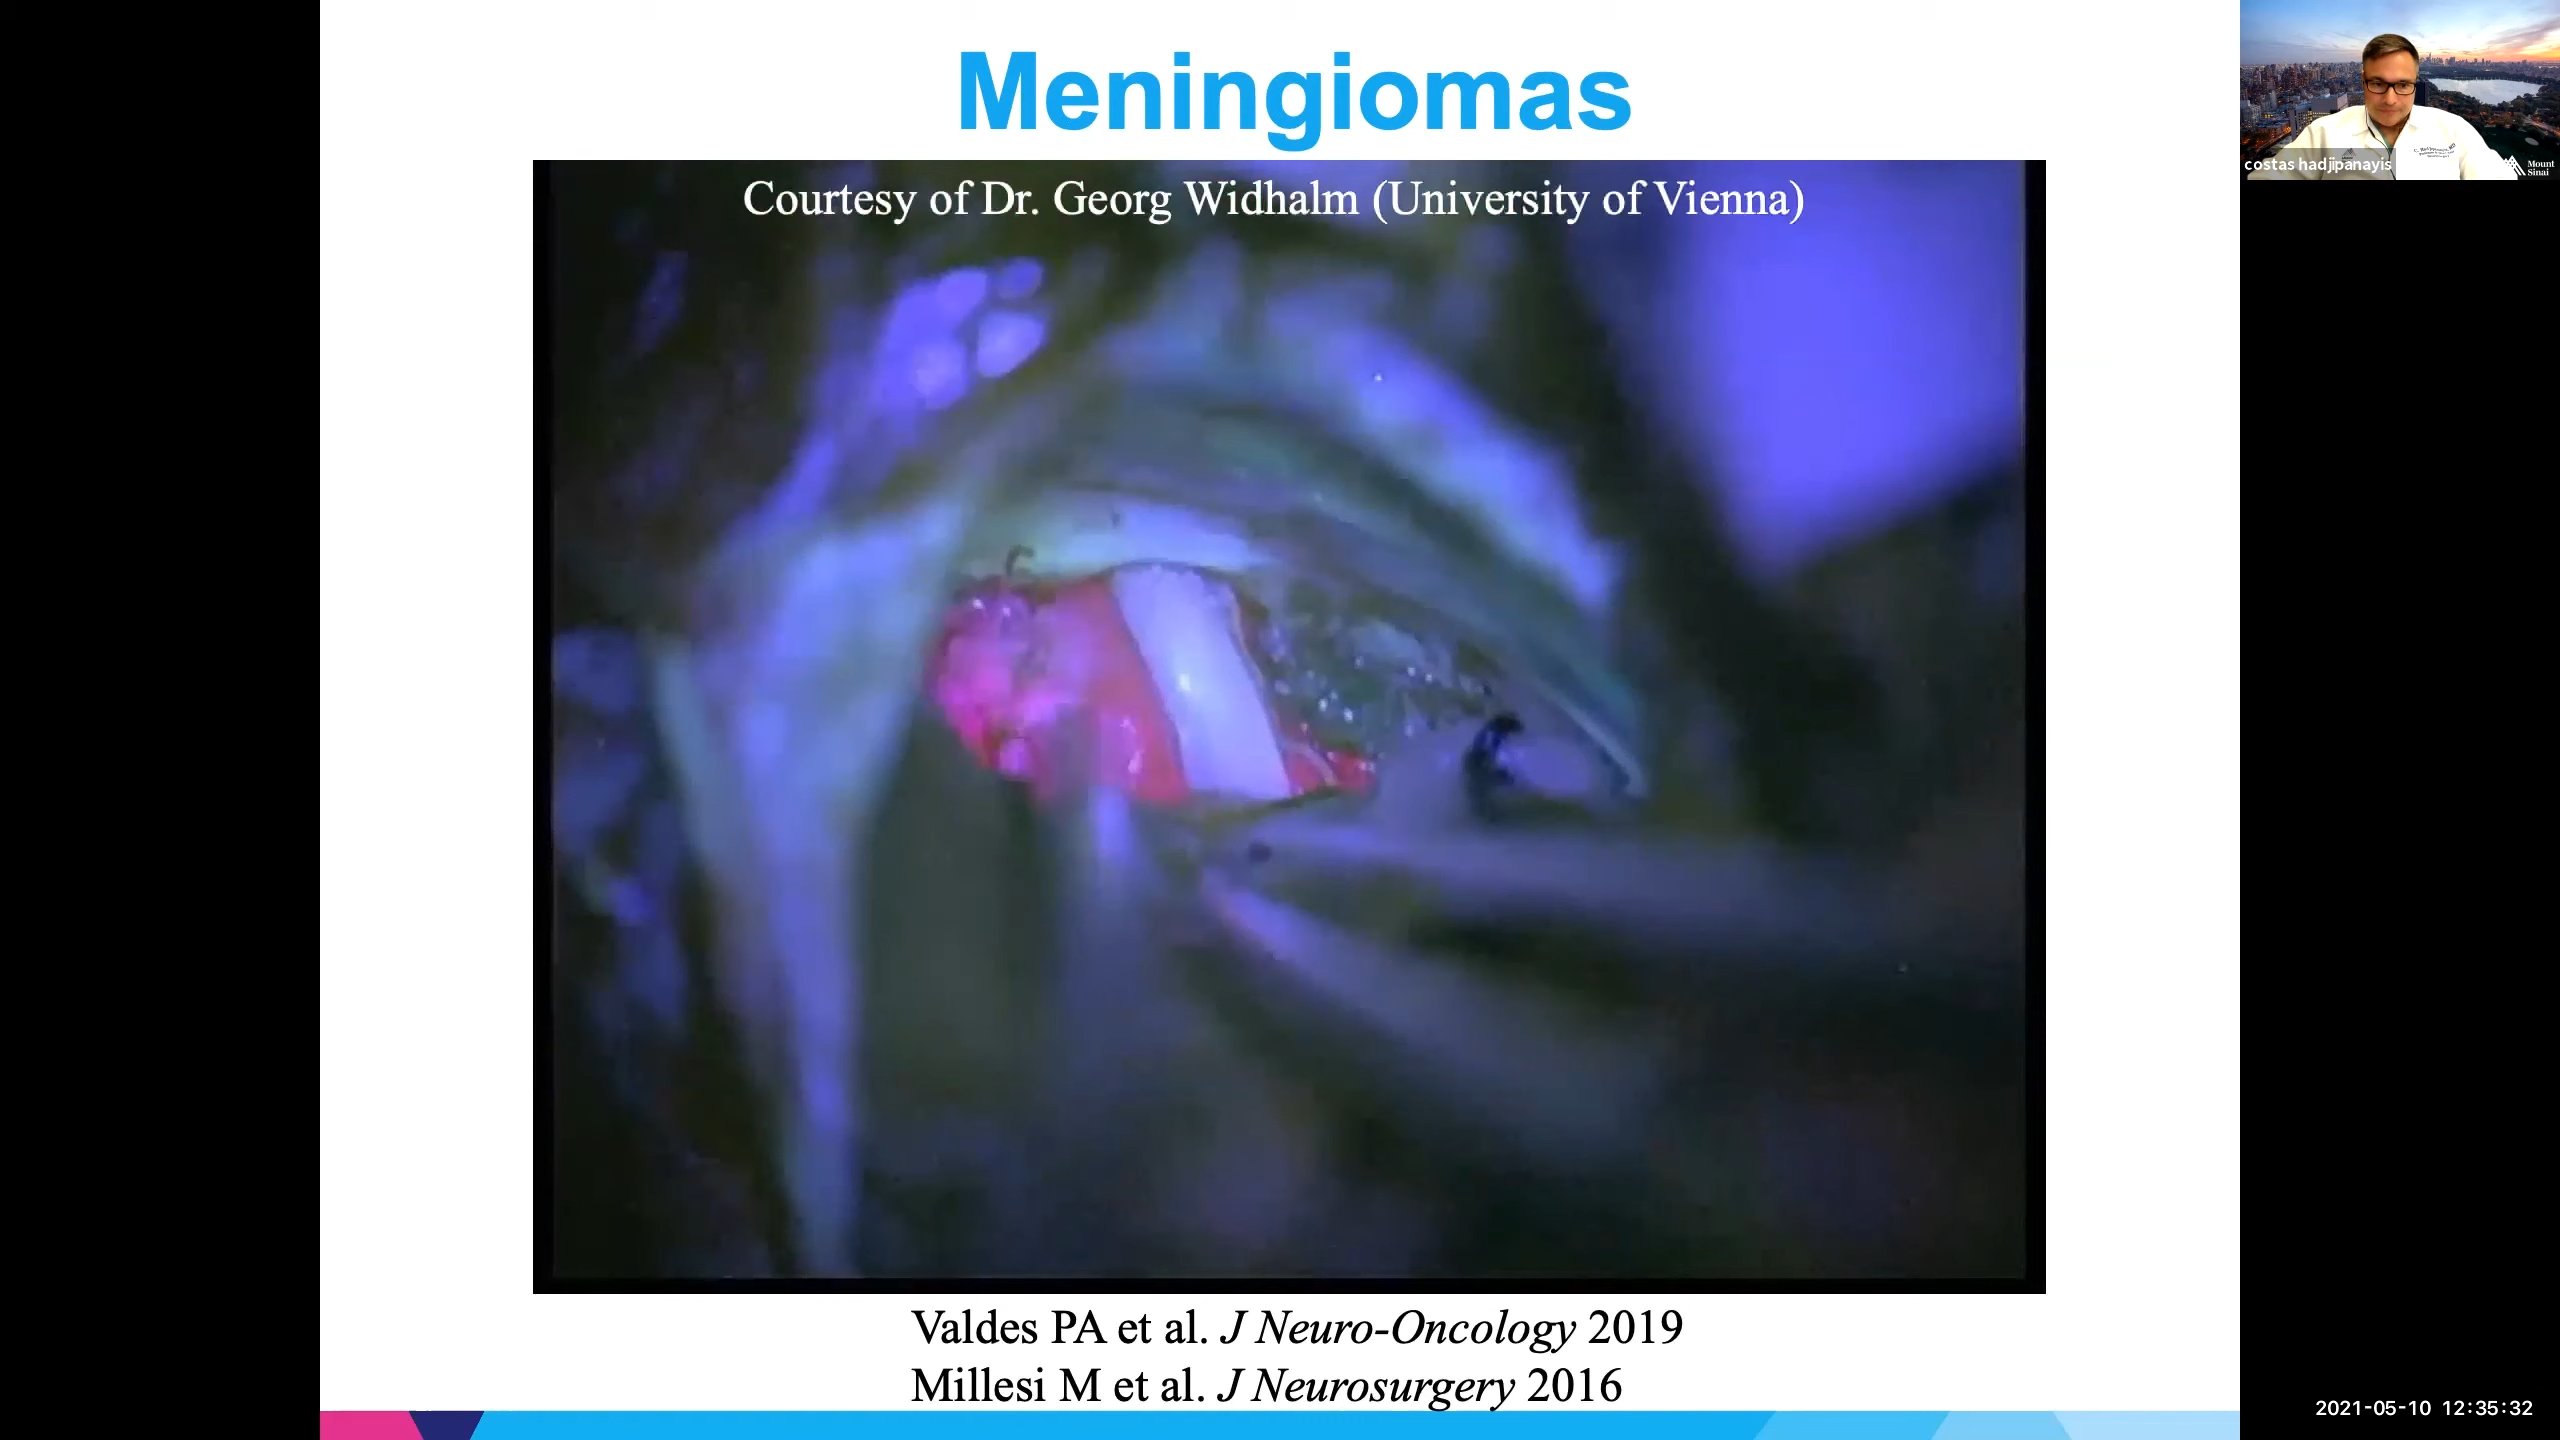 Meningiomas
Courtesy of Dr. Georg Widhalm (University of Vienna)
costas hadjipanayis
Mount
Sinai
Valdes PA et al. J Neuro-Oncology 2019
Millesi M et al. J Neurosurgery 2016
2021-05-10 12:35:32